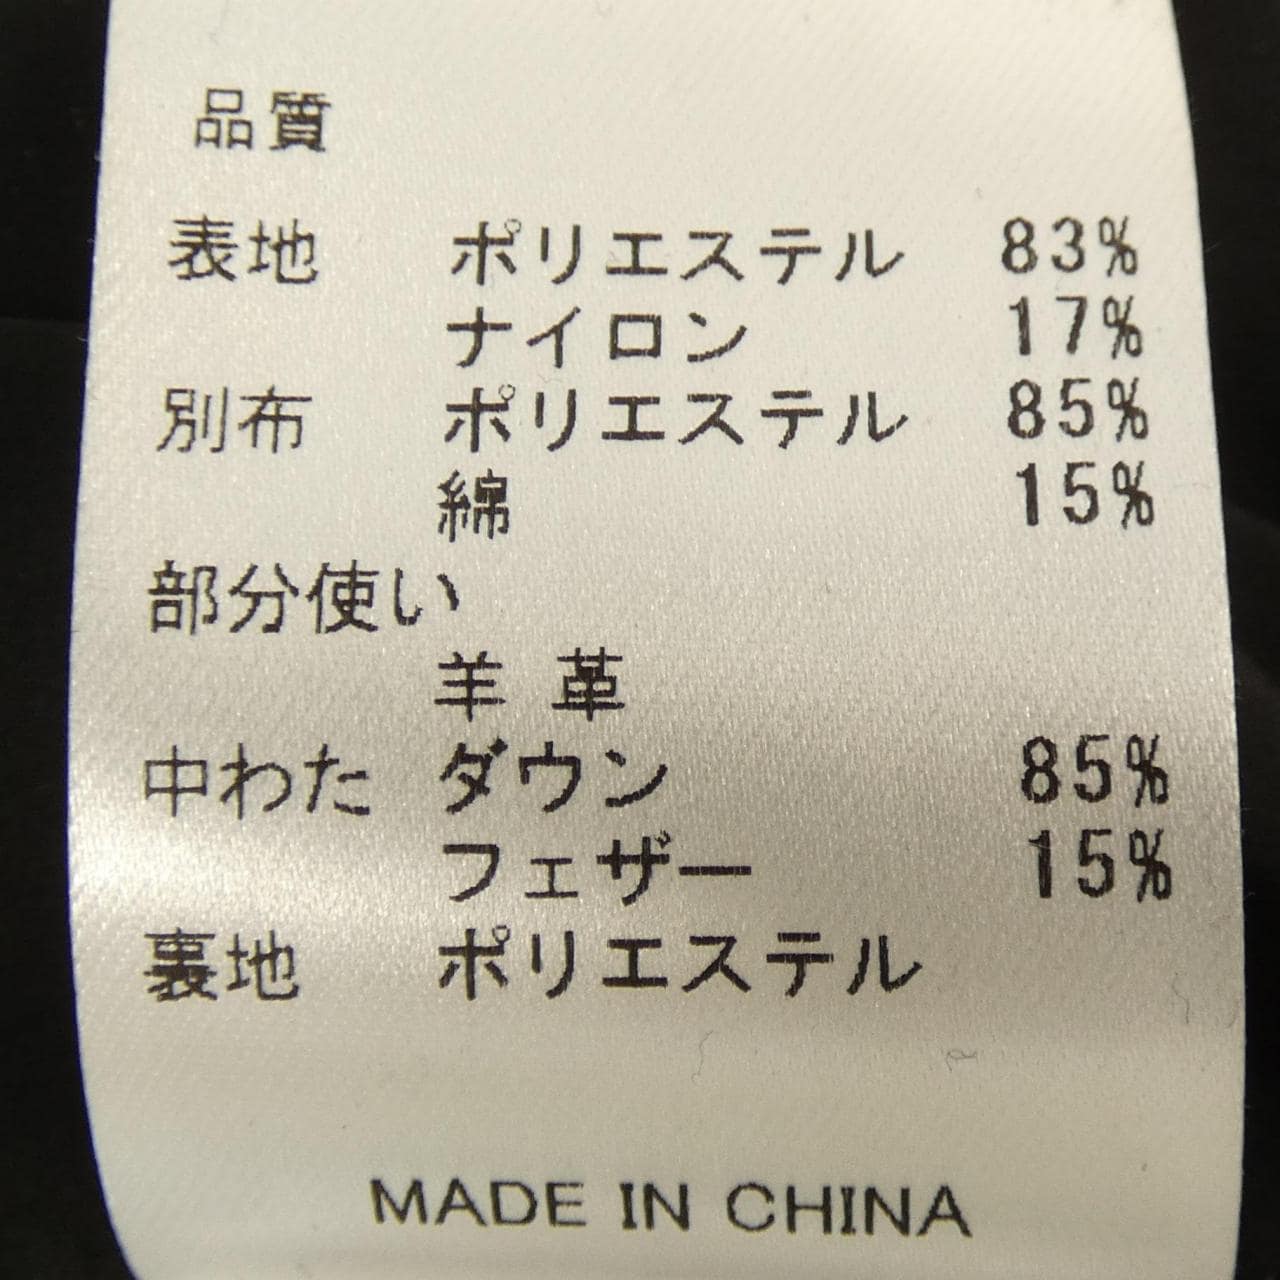 品質
表地 ポリエステル 83%
ナイロン 17%
別布 ポリエステル 85%
綿 15%
部分使い
羊 革
中わた ダウン 85%
フェザー 15%
裏地 ポリエステル
MADE IN CHINA